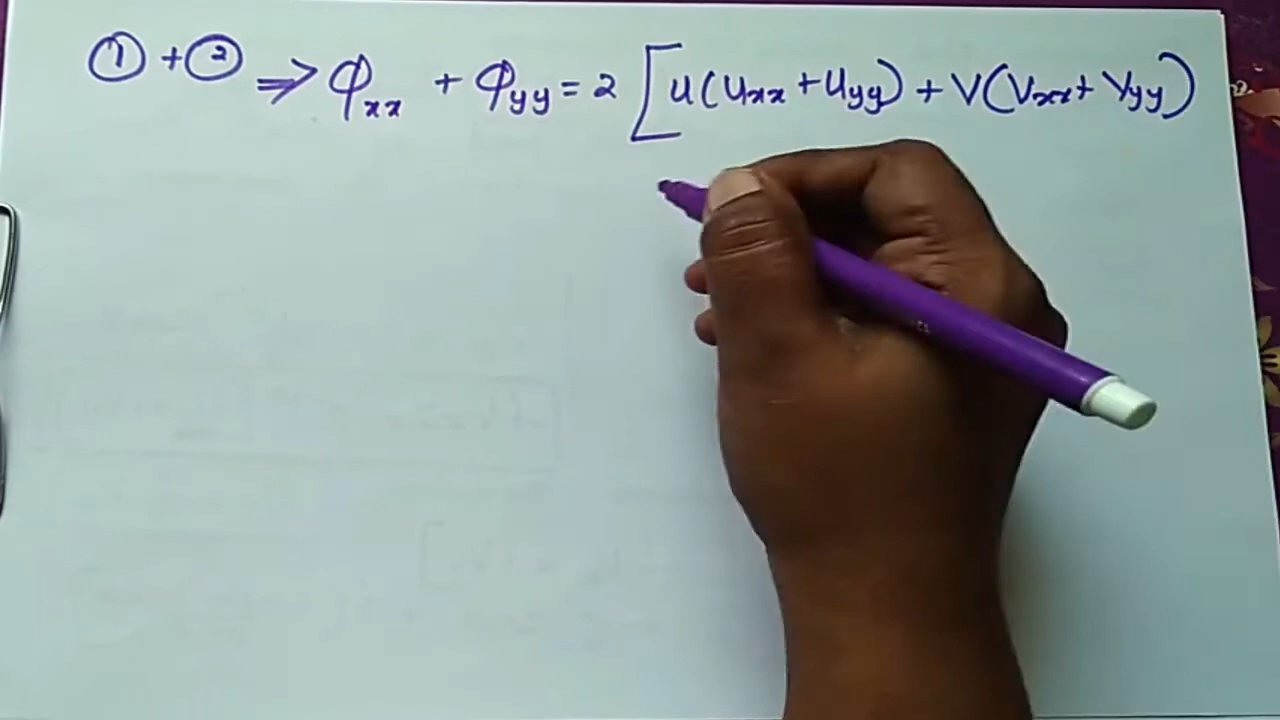 ① + ② ⇒ φxx + φyy = 2 [ u(uxx + uyy) + v(vxx + vyy)